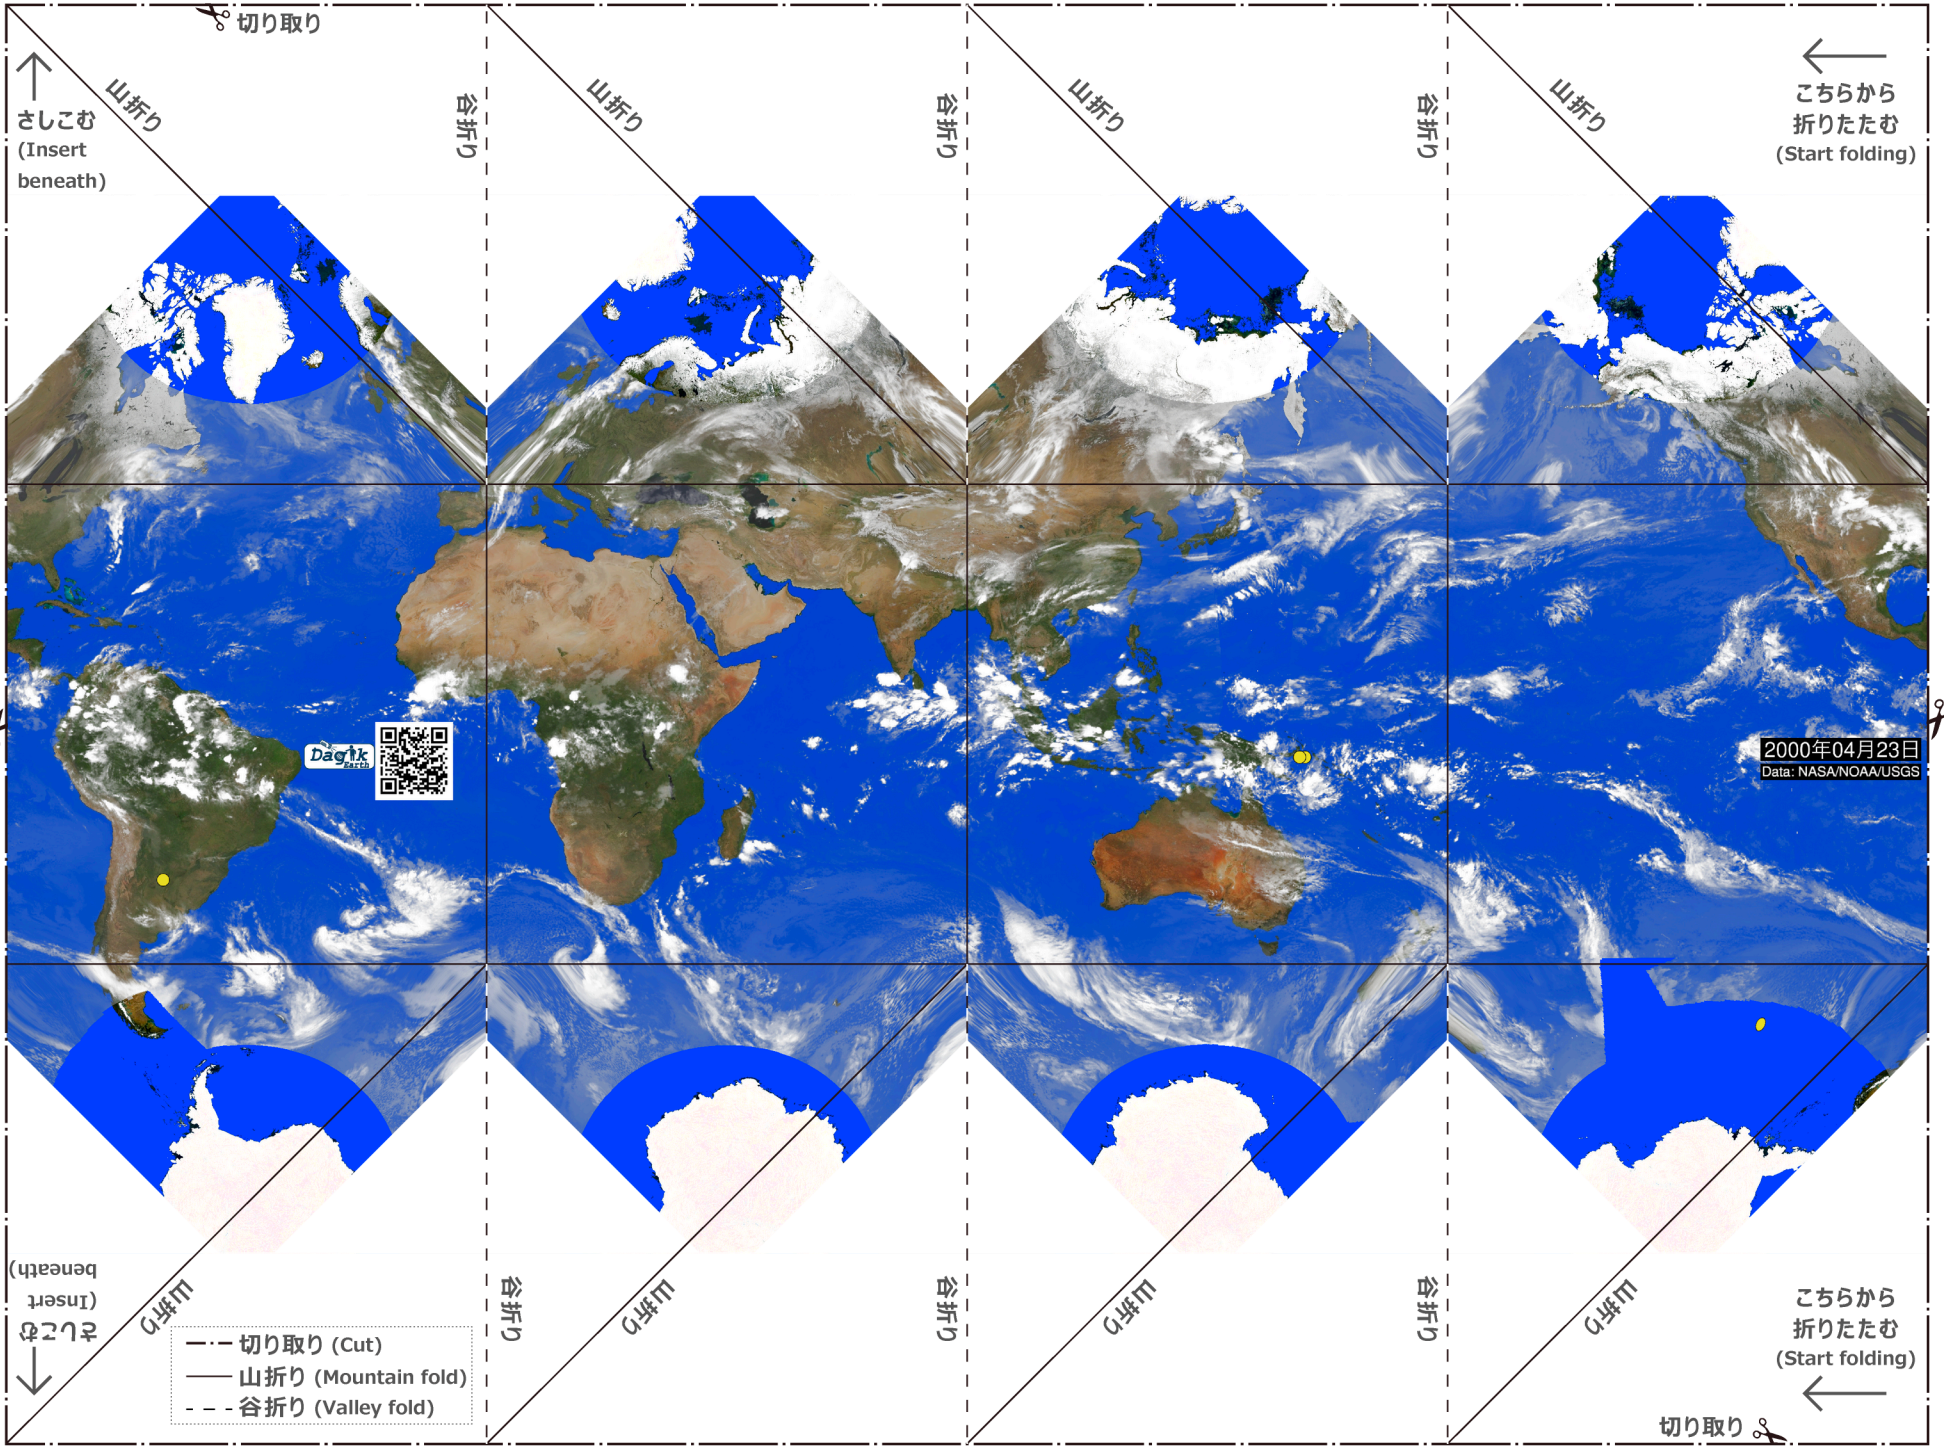 切り取り
山折り
谷折り
山折り
谷折り
山折り
谷折り
山折り
さしこむ
(Insert
beneath)
こちらから
折りたたむ
(Start folding)
Dagik
Earth
2000年04月23日
Data: NASA/NOAA/USGS
さしこむ
(Insert
beneath)
山折り
谷折り
山折り
谷折り
山折り
谷折り
山折り
切り取り (Cut)
山折り (Mountain fold)
谷折り (Valley fold)
こちらから
折りたたむ
(Start folding)
切り取り